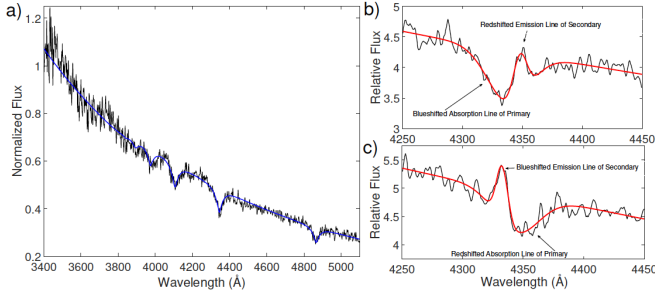 a)
Normalized Flux
1.2
1
0.8
0.6
0.4
0.2
3400 3600 3800 4000 4200 4400 4600 4800 5000
Wavelength (Å)
b)
Relative Flux
5
4.5
4
3.5
3
Redshifted Emission Line of Secondary
Blueshifted Absorption Line of Primary
4250 4300 4350 4400 4450
Wavelength (Å)
c)
Relative Flux
5.5
5
4.5
Blueshifted Emission Line of Secondary
Redshifted Absorption Line of Primary
4250 4300 4350 4400 4450
Wavelength (Å)